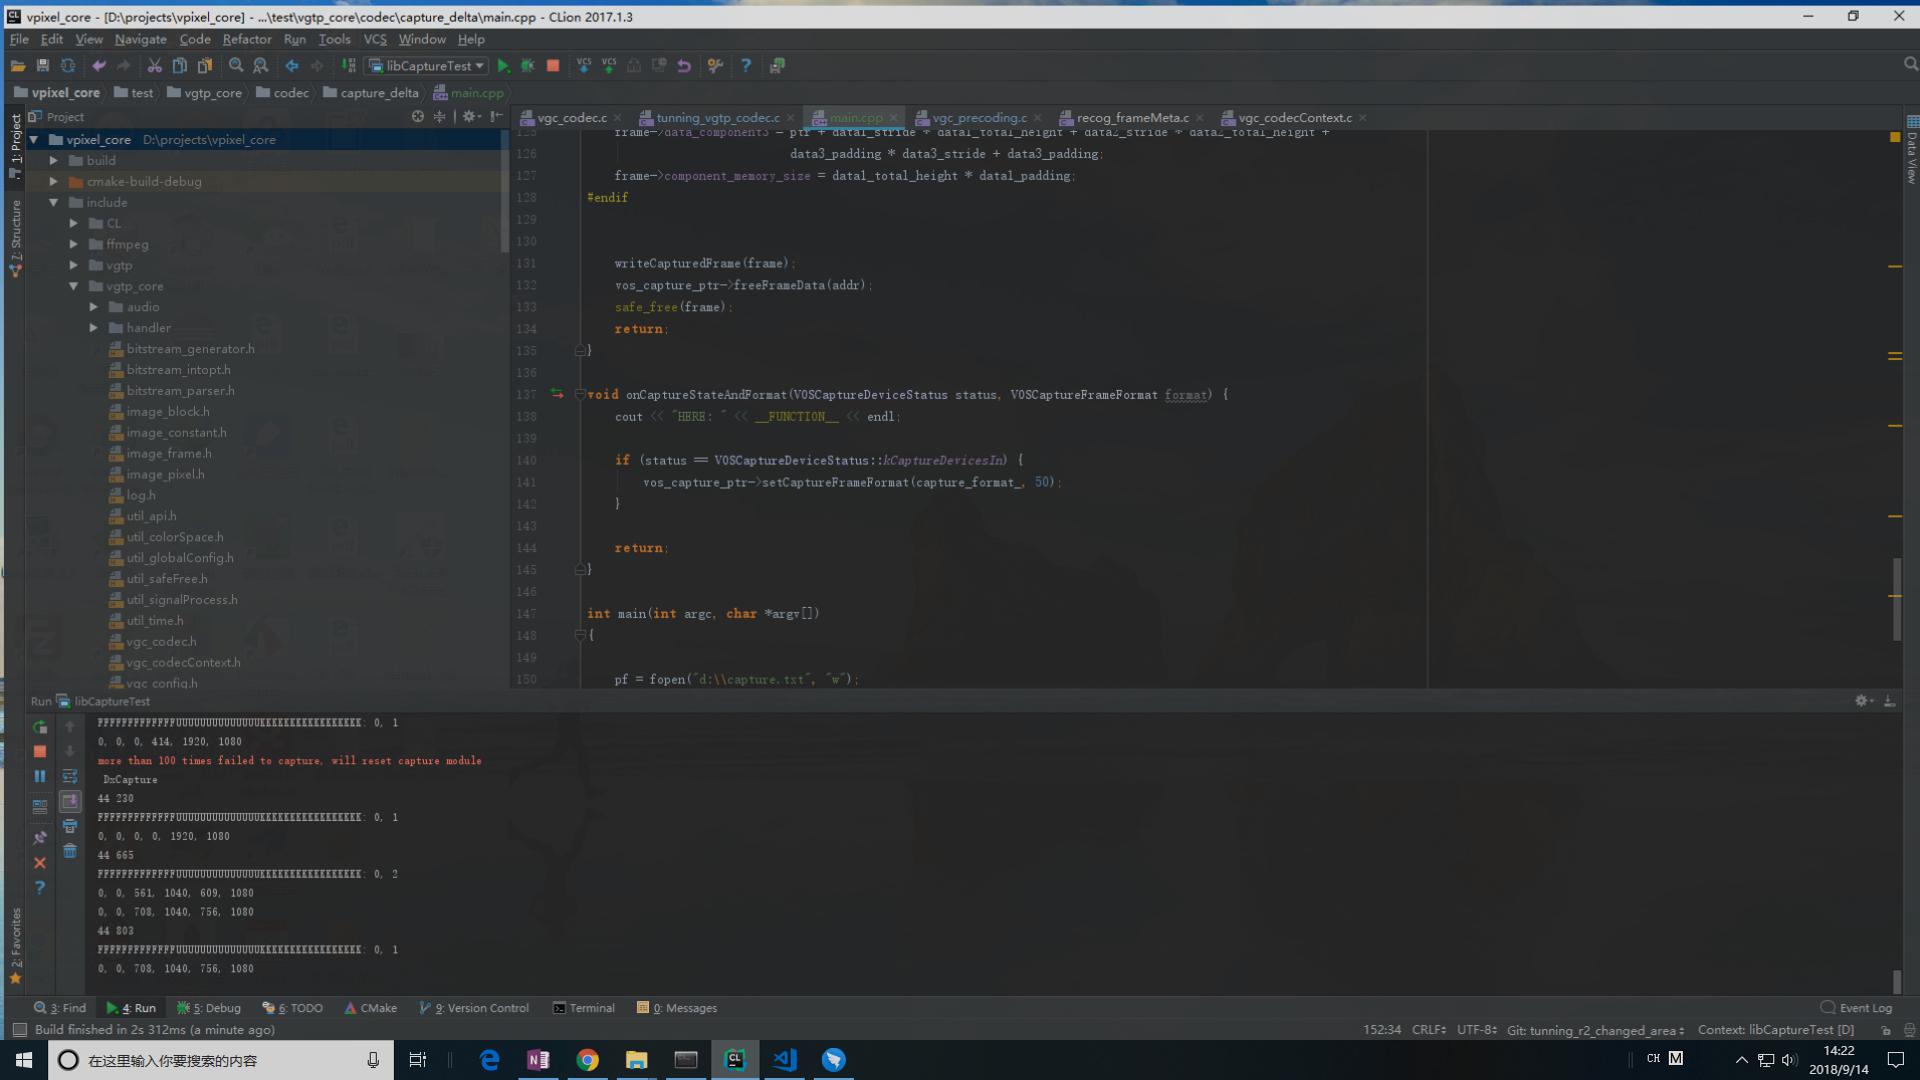 vpixel_core - [D:\projects\vpixel_core] - ...\test\vgtp_core\codec\capture_delta\main.cpp - CLion 2017.1.3
File Edit View Navigate Code Refactor Run Tools VCS Window Help
libCaptureTest
vpixel_core test vgtp_core codec capture_delta main.cpp
Project
vgc_codec.c tunning_vgtp_codec.c main.cpp vgc_precoding.c recog_frameMeta.c vgc_codecContext.c
1: Project
7: Structure
2: Favorites
Data View
vpixel_core D:\projects\vpixel_core
build
cmake-build-debug
include
CL
ffmpeg
vgtp
vgtp_core
audio
handler
bitstream_generator.h
bitstream_intopt.h
bitstream_parser.h
image_block.h
image_constant.h
image_frame.h
image_pixel.h
log.h
util_api.h
util_colorSpace.h
util_globalConfig.h
util_safeFree.h
util_signalProcess.h
util_time.h
vgc_codec.h
vgc_codecContext.h
vgc_config.h
125 frame->data_component3 = ptr + data1_stride * data1_total_height + data2_stride * data2_total_height +
126 data3_padding * data3_stride + data3_padding;
127 frame->component_memory_size = data1_total_height * data1_padding;
128 #endif
129
130
131 writeCapturedFrame(frame);
132 vos_capture_ptr->freeFrameData(addr);
133 safe_free(frame);
134 return;
135 }
136
137 void onCaptureStateAndFormat(VOSCaptureDeviceStatus status, VOSCaptureFrameFormat format) {
138 cout << "HERE: " << __FUNCTION__ << endl;
139
140 if (status == VOSCaptureDeviceStatus::kCaptureDevicesIn) {
141 vos_capture_ptr->setCaptureFrameFormat(capture_format_, 50);
142 }
143
144 return;
145 }
146
147 int main(int argc, char *argv[])
148 {
149
150 pf = fopen("d:\\capture.txt", "w");
Run libCaptureTest
FFFFFFFFFFFFFUUUUUUUUUUUUUUKKKKKKKKKKKKKKKKK: 0, 1
0, 0, 0, 414, 1920, 1080
more than 100 times failed to capture, will reset capture module
DxCapture
44 230
FFFFFFFFFFFFFUUUUUUUUUUUUUUKKKKKKKKKKKKKKKKK: 0, 1
0, 0, 0, 0, 1920, 1080
44 665
FFFFFFFFFFFFFUUUUUUUUUUUUUUKKKKKKKKKKKKKKKKK: 0, 2
0, 0, 561, 1040, 609, 1080
0, 0, 708, 1040, 756, 1080
44 803
FFFFFFFFFFFFFUUUUUUUUUUUUUUKKKKKKKKKKKKKKKKK: 0, 1
0, 0, 708, 1040, 756, 1080
3: Find 4: Run 5: Debug 6: TODO CMake 9: Version Control Terminal 0: Messages Event Log
Build finished in 2s 312ms (a minute ago) 152:34 CRLF UTF-8 Git: tunning_r2_changed_area Context: libCaptureTest [D]
在这里输入你要搜索的内容
CH M
14:22
2018/9/14